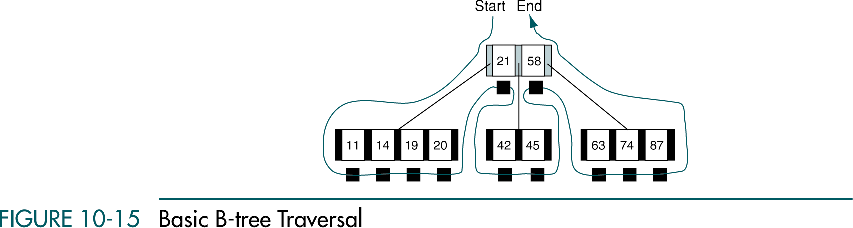 Start End
21 58
11 14 19 20 42 45 63 74 87
FIGURE 10-15 Basic B-tree Traversal